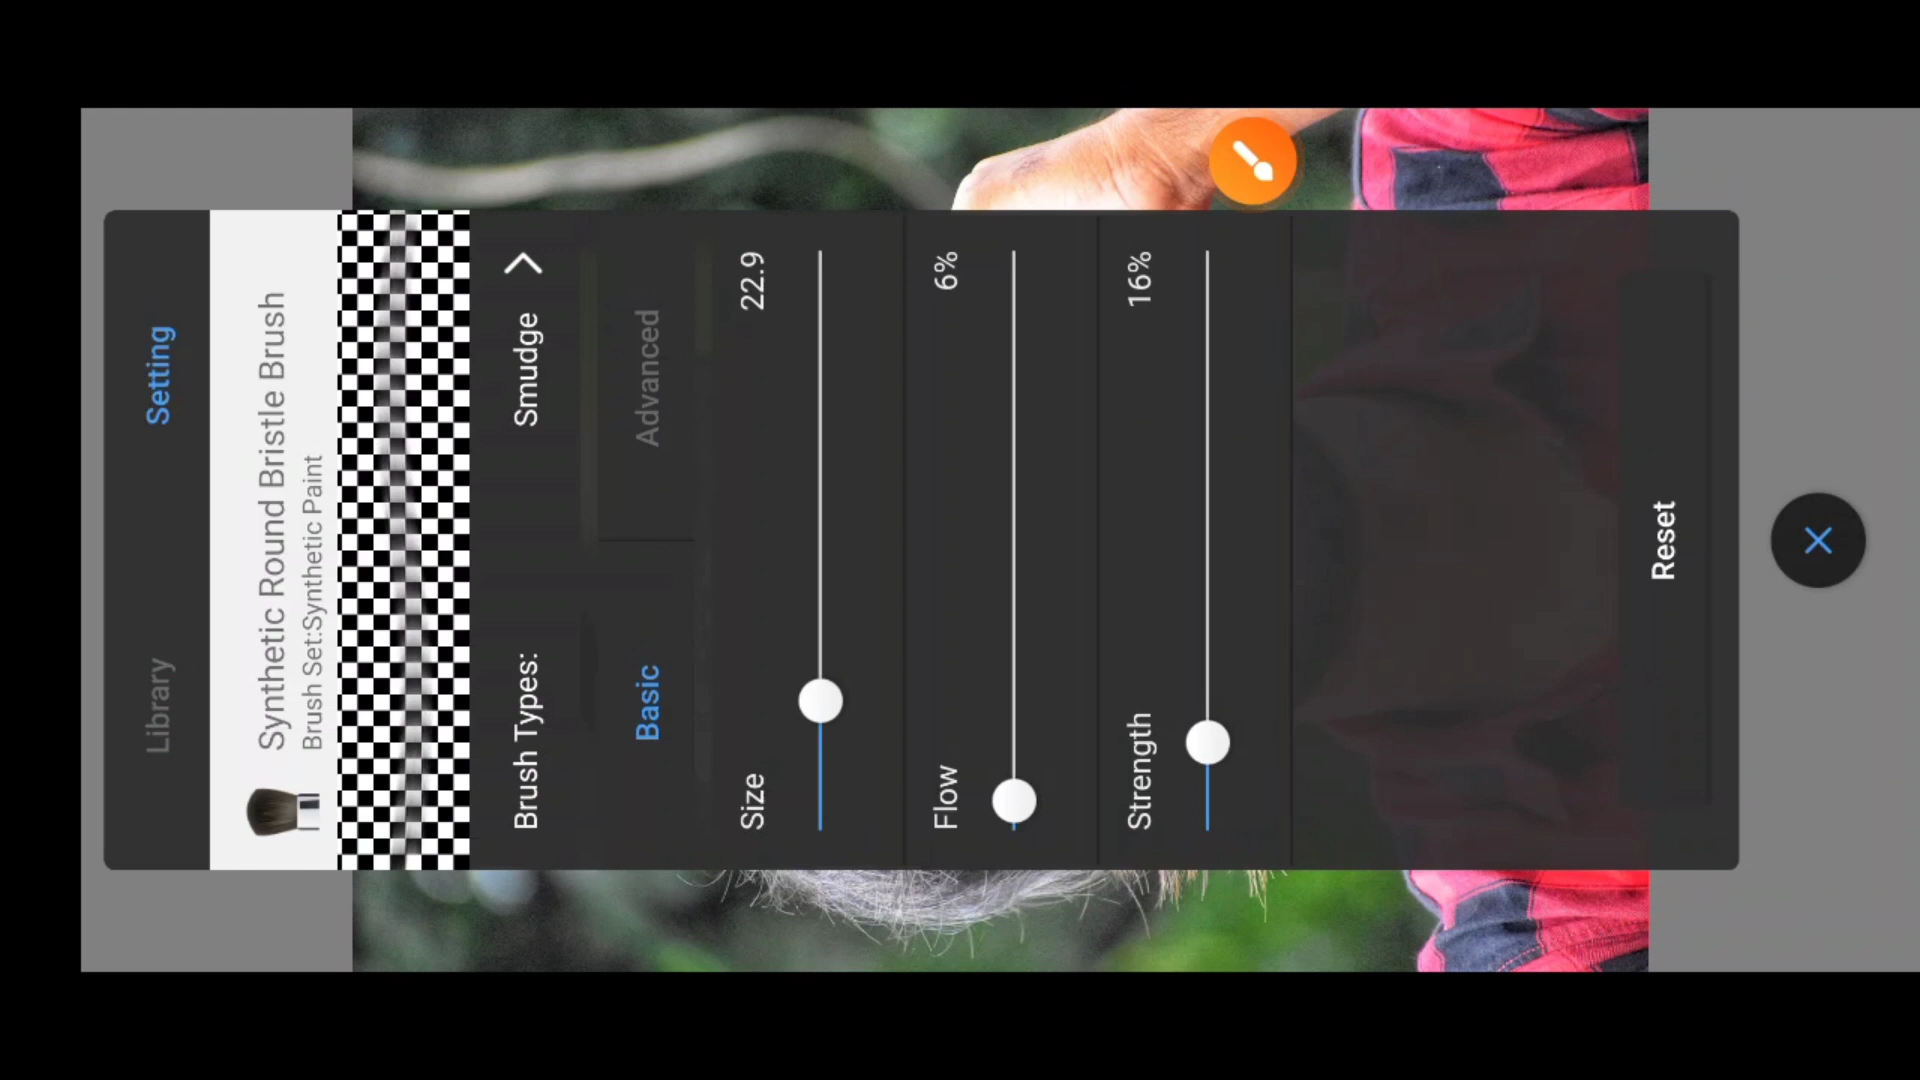 Library
Setting
Synthetic Round Bristle Brush
Brush Set:Synthetic Paint
Brush Types:
Smudge
Basic
Advanced
Size
22.9
Flow
6%
Strength
16%
Reset